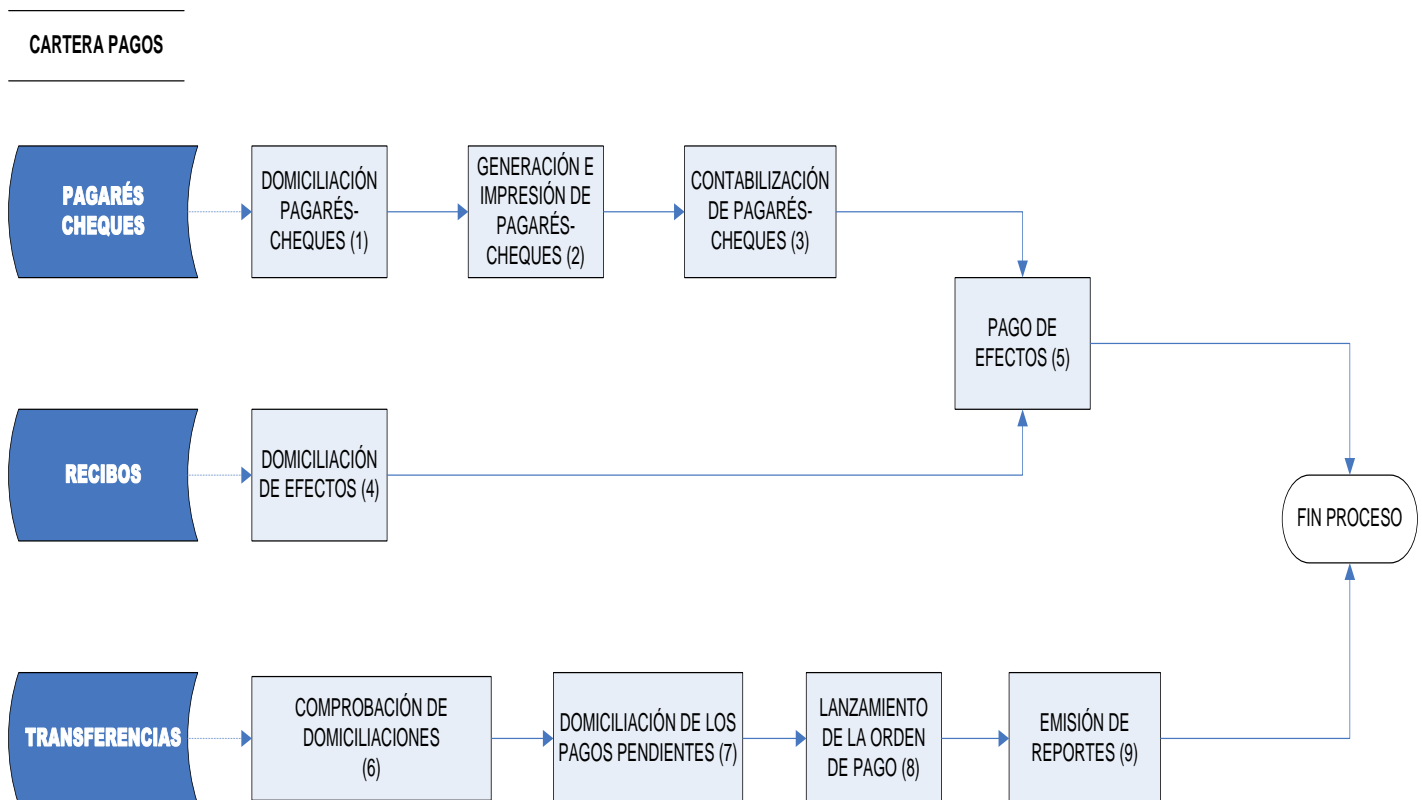 CARTERA PAGOS
PAGARÉS
CHEQUES
DOMICILIACIÓN
PAGARÉS-
CHEQUES (1)
GENERACIÓN E
IMPRESIÓN DE
PAGARÉS-
CHEQUES (2)
CONTABILIZACIÓN
DE PAGARÉS-
CHEQUES (3)
PAGO DE
EFECTOS (5)
RECIBOS
DOMICILIACIÓN
DE EFECTOS (4)
FIN PROCESO
TRANSFERENCIAS
COMPROBACIÓN DE
DOMICILIACIONES
(6)
DOMICILIACIÓN DE LOS
PAGOS PENDIENTES (7)
LANZAMIENTO
DE LA ORDEN
DE PAGO (8)
EMISIÓN DE
REPORTES (9)